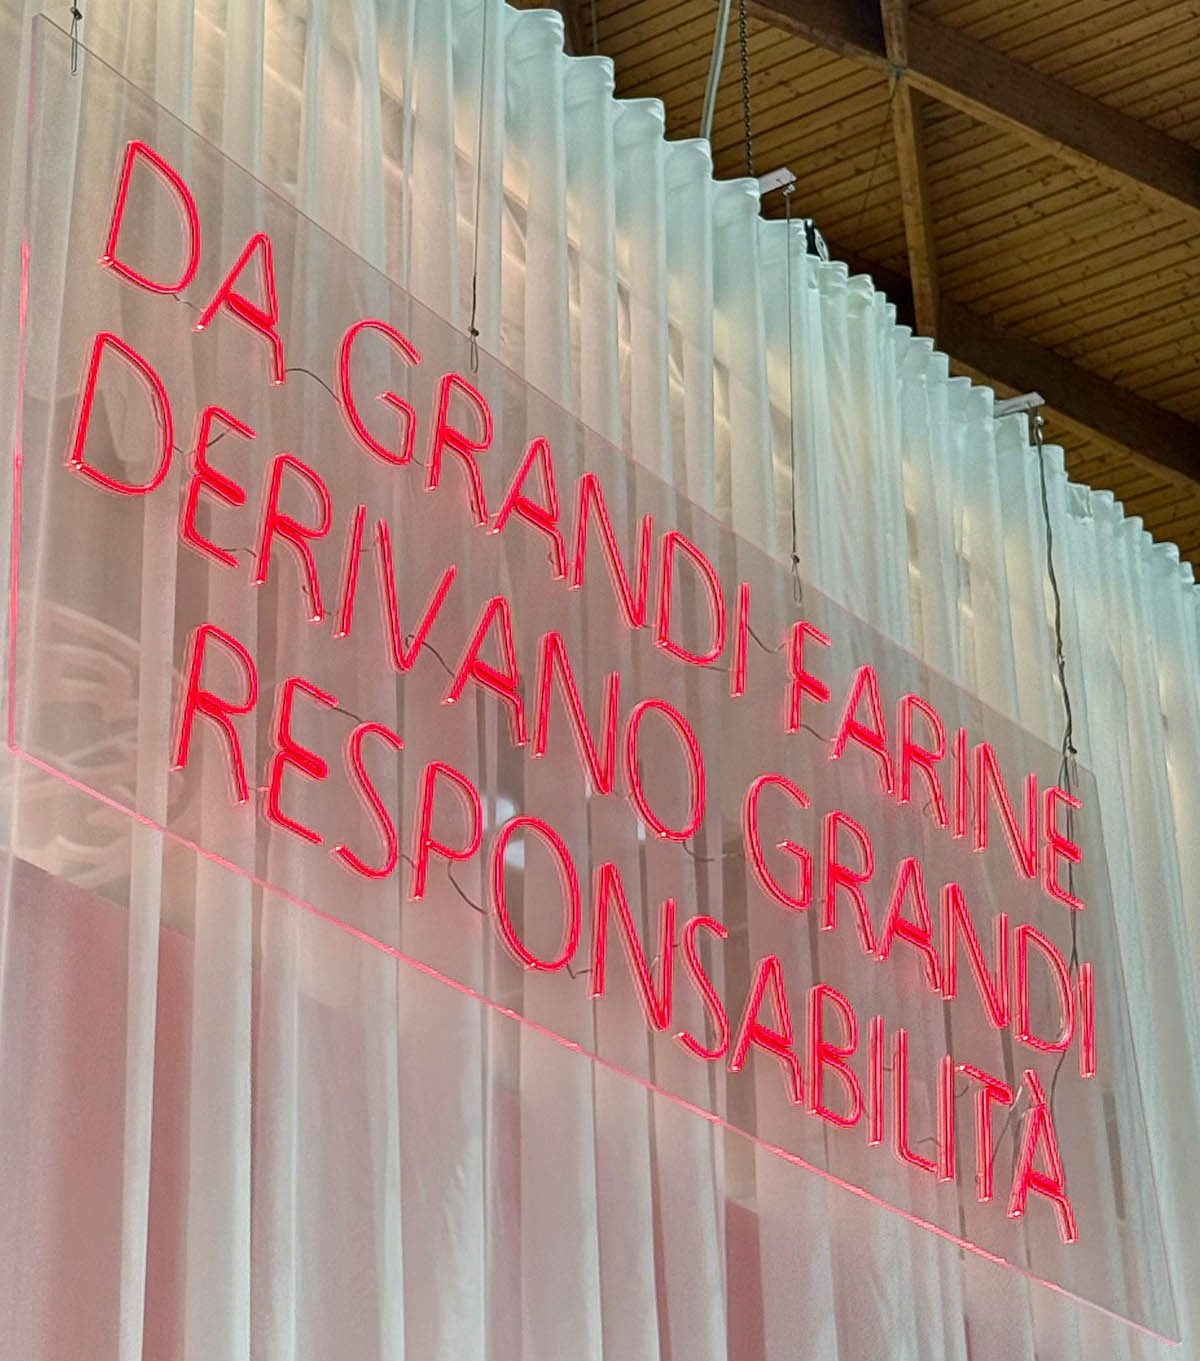 DA GRANDI FARINE
DERIVANO GRANDI
RESPONSABILITÀ